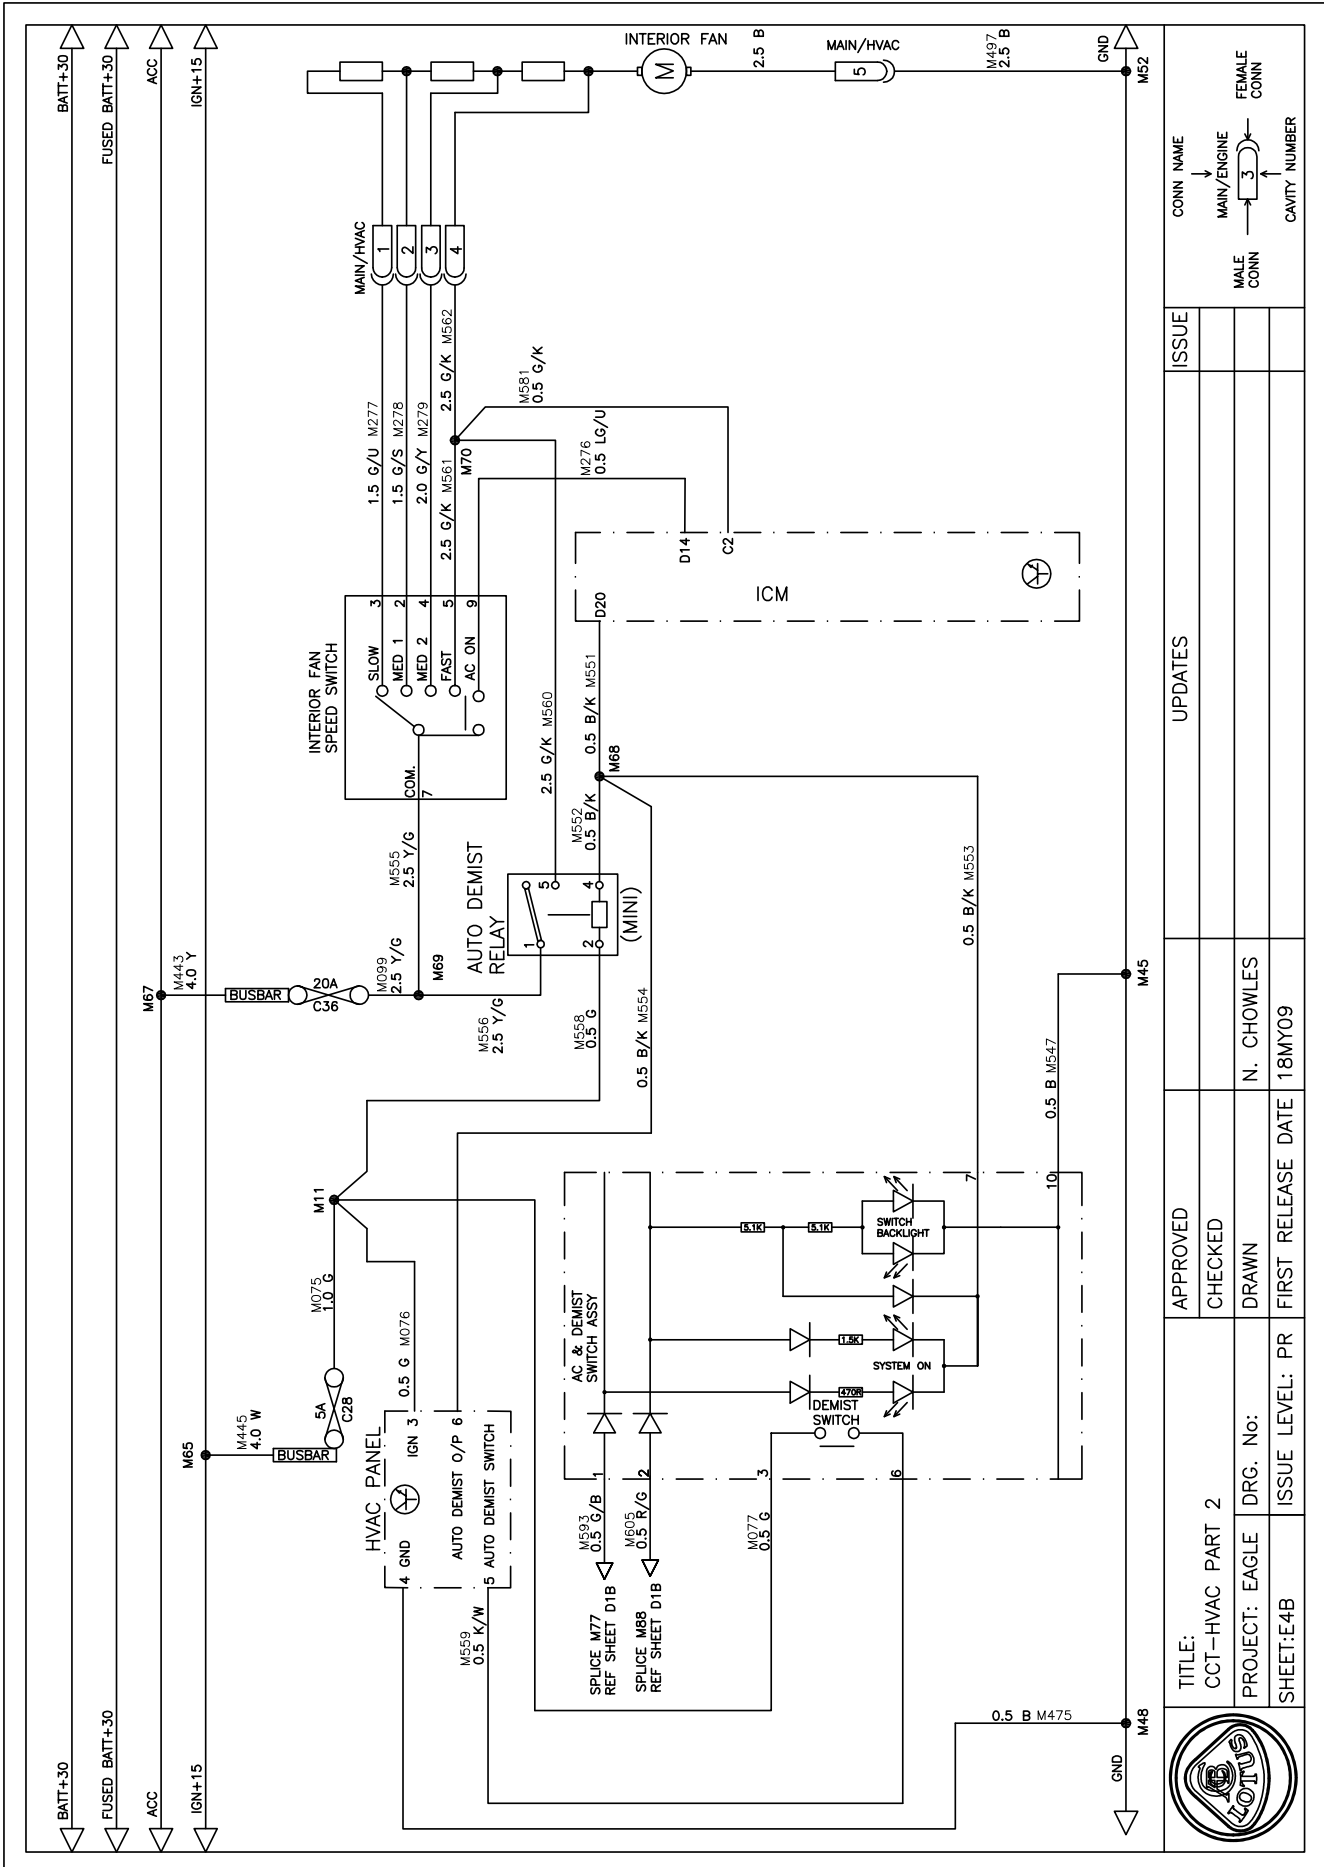 BATT+30
BATT+30
FUSED BATT+30
FUSED BATT+30
ACC
ACC
IGN+15
IGN+15
M65
M445
4.0 W
BUSBAR
5A
C28
M075
1.0 G
M11
M67
M443
4.0 Y
BUSBAR
20A
C36
M099
2.5 Y/G
M69
M555
2.5 Y/G
M556
2.5 Y/G
M558
0.5 G
INTERIOR FAN
SPEED SWITCH
COM.
7
SLOW
3
MED 1
2
MED 2
4
FAST
5
AC ON
9
1.5 G/U M277
1.5 G/S M278
2.0 G/Y M279
2.5 G/K M561
2.5 G/K M562
M70
M581
0.5 G/K
M276
0.5 LG/U
MAIN/HVAC
1
2
3
4
INTERIOR FAN
M
2.5 B
MAIN/HVAC
5
M497
2.5 B
GND
M52
HVAC PANEL
4 GND
IGN 3
AUTO DEMIST O/P 6
5 AUTO DEMIST SWITCH
0.5 G M076
M559
0.5 K/W
AUTO DEMIST
RELAY
1
5
2
4
(MINI)
2.5 G/K M560
M552
0.5 B/K
0.5 B/K M551
M68
0.5 B/K M554
0.5 B/K M553
ICM
D20
D14
C2
SPLICE M77
REF SHEET D1B
SPLICE M88
REF SHEET D1B
M593
0.5 G/B
M605
0.5 R/G
M077
0.5 G
AC & DEMIST
SWITCH ASSY
1
2
3
6
7
10
DEMIST
SWITCH
470R
1.5K
SYSTEM ON
5.1K
5.1K
SWITCH
BACKLIGHT
0.5 B M547
M45
0.5 B M475
M48
GND
LOTUS
TITLE:
CCT-HVAC PART 2
PROJECT: EAGLE
DRG. No:
SHEET:E4B
ISSUE LEVEL: PR
APPROVED
CHECKED
DRAWN
N. CHOWLES
FIRST RELEASE DATE
18MY09
UPDATES
ISSUE
CONN NAME
MAIN/ENGINE
MALE
CONN
3
FEMALE
CONN
CAVITY NUMBER